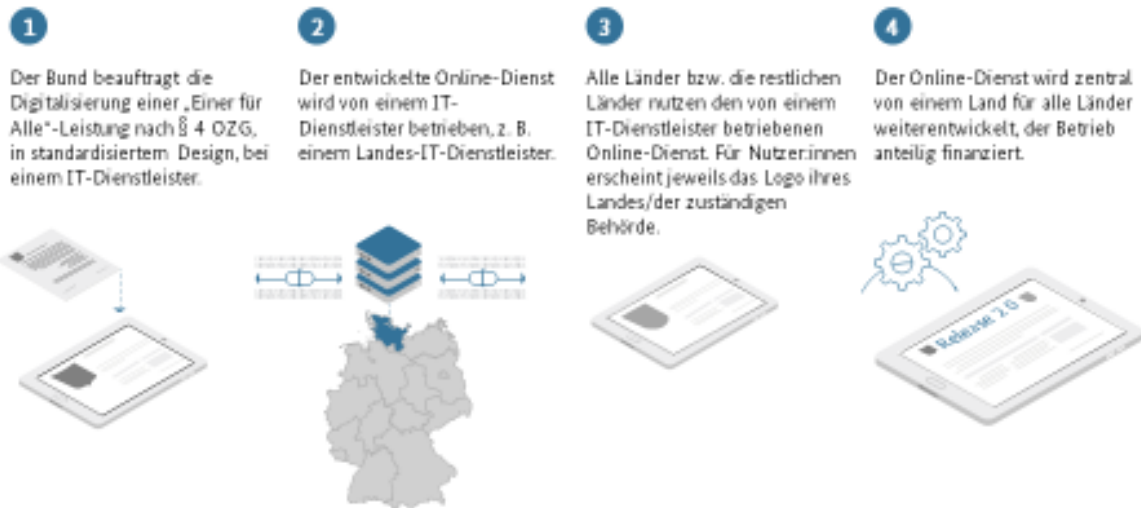 1
Der Bund beauftragt die
Digitalisierung einer „Einer für
Alle“-Leistung nach § 4 OZG,
in standardisiertem Design, bei
einem IT-Dienstleister.
2
Der entwickelte Online-Dienst
wird von einem IT-
Dienstleister betrieben, z. B.
einem Landes-IT-Dienstleister.
3
Alle Länder bzw. die restlichen
Länder nutzen den von einem
IT-Dienstleister betriebenen
Online-Dienst. Für Nutzer:innen
erscheint jeweils das Logo ihres
Landes/der zuständigen
Behörde.
4
Der Online-Dienst wird zentral
von einem Land für alle Länder
weiterentwickelt, der Betrieb
anteilig finanziert.
Release 2.0